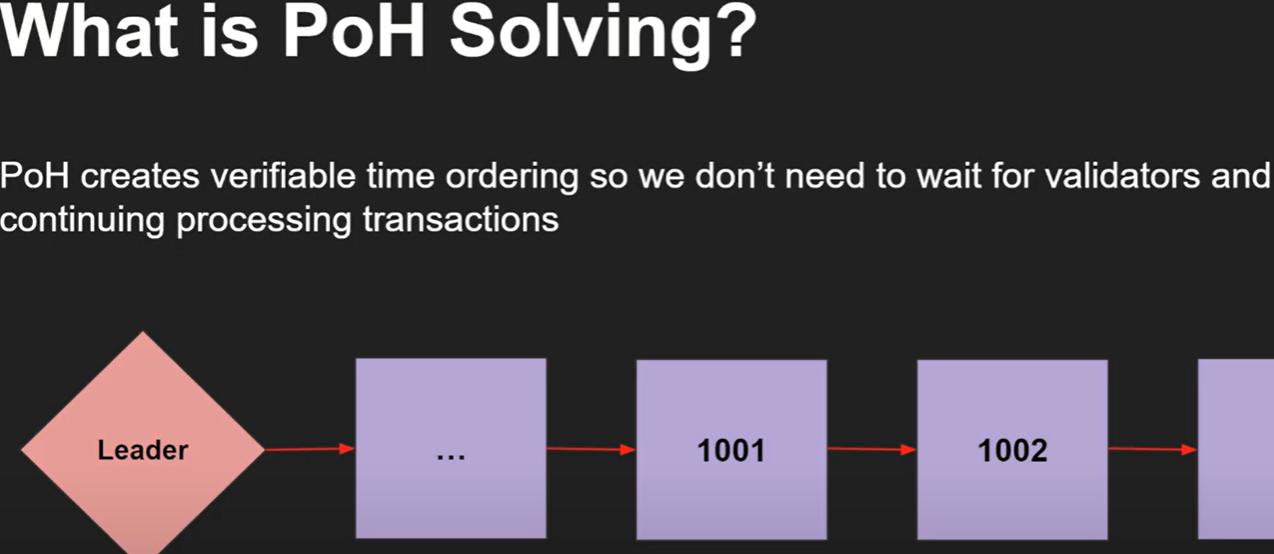 What is PoH Solving?
PoH creates verifiable time ordering so we don’t need to wait for validators and
continuing processing transactions
Leader
...
1001
1002